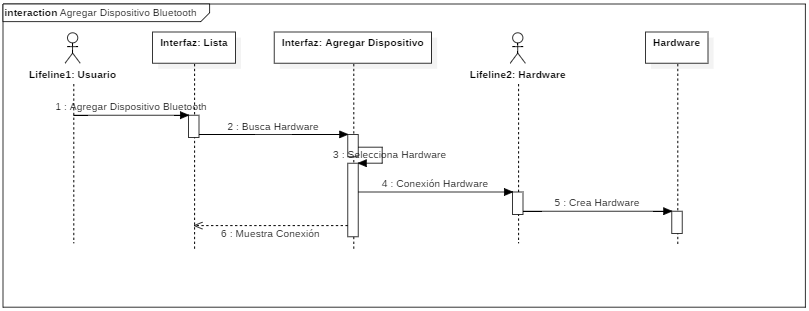 interaction Agregar Dispositivo Bluetooth
Interfaz: Lista
Interfaz: Agregar Dispositivo
Hardware
Lifeline1: Usuario
Lifeline2: Hardware
1 : Agregar Dispositivo Bluetooth
2 : Busca Hardware
3 : Selecciona Hardware
4 : Conexión Hardware
5 : Crea Hardware
6 : Muestra Conexión